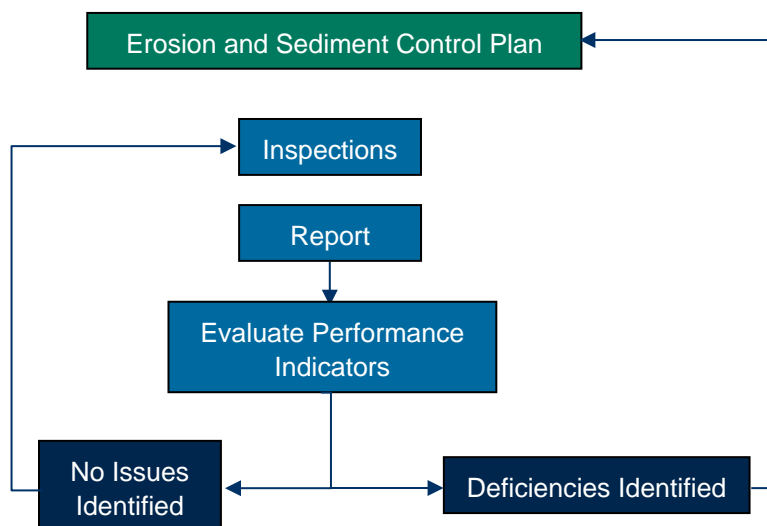 Erosion and Sediment Control Plan
Inspections
Report
Evaluate Performance
Indicators
No Issues
Identified
Deficiencies Identified